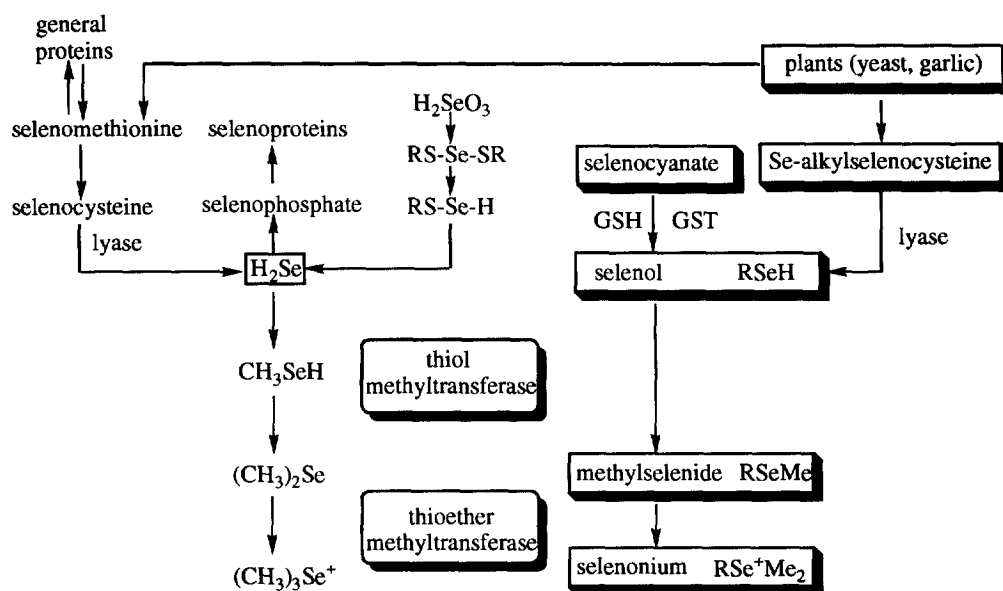 general
proteins
plants (yeast, garlic)
H₂SeO₃
selenomethionine
selenoproteins
RS-Se-SR
selenocyanate
Se-alkylselenocysteine
selenocysteine
selenophosphate
RS-Se-H
GSH GST
lyase
lyase
H₂Se
selenol RSeH
CH₃SeH
thiol
methyltransferase
(CH₃)₂Se
methylselenide RSeMe
thioether
methyltransferase
(CH₃)₃Se⁺
selenonium RSe⁺Me₂